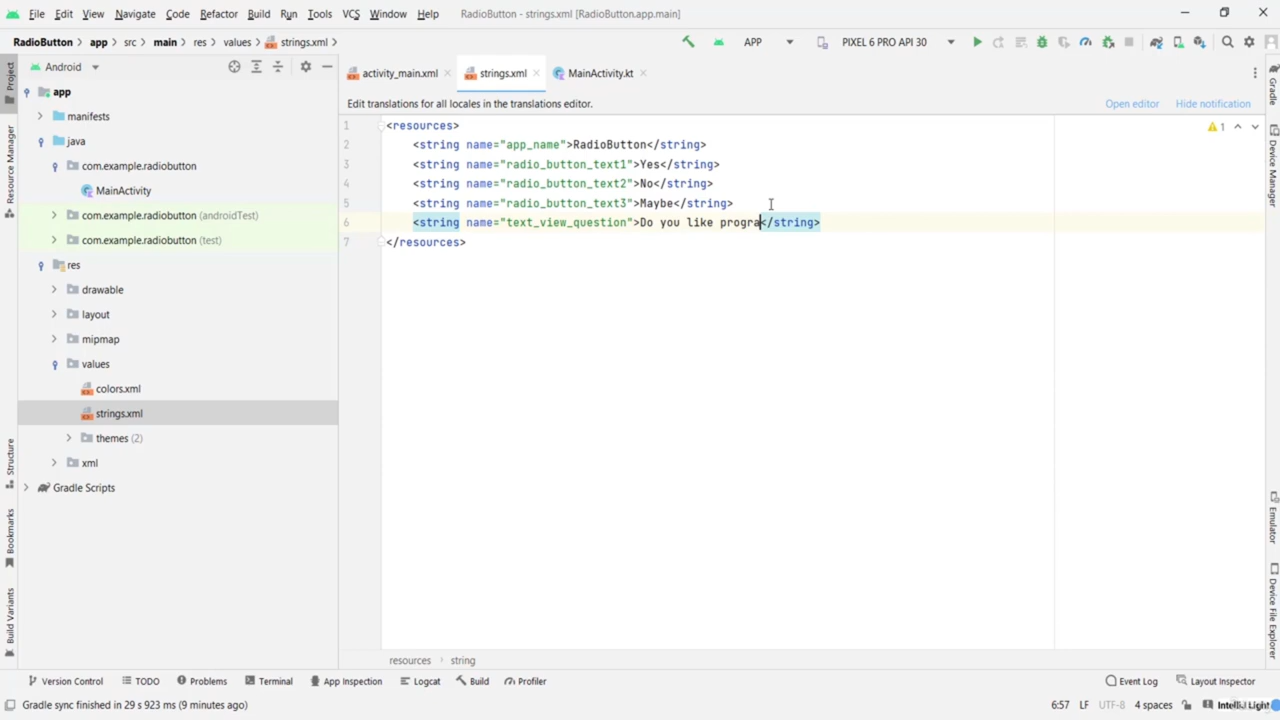 File Edit View Navigate Code Refactor Build Run Tools VCS Window Help RadioButton - strings.xml [RadioButton.app.main]
RadioButton app src main res values strings.xml APP PIXEL 6 PRO API 30
Android activity_main.xml strings.xml MainActivity.kt
Edit translations for all locales in the translations editor. Open editor Hide notification
Project
Resource Manager
Structure
Bookmarks
Build Variants
app
manifests
java
com.example.radiobutton
MainActivity
com.example.radiobutton (androidTest)
com.example.radiobutton (test)
res
drawable
layout
mipmap
values
colors.xml
strings.xml
themes (2)
xml
Gradle Scripts
1 <resources>
2 <string name="app_name">RadioButton</string>
3 <string name="radio_button_text1">Yes</string>
4 <string name="radio_button_text2">No</string>
5 <string name="radio_button_text3">Maybe</string>
6 <string name="text_view_question">Do you like progra</string>
7 </resources>
1
Gradle
Device Manager
Emulator
Device File Explorer
resources string
Version Control TODO Problems Terminal App Inspection Logcat Build Profiler Event Log Layout Inspector
Gradle sync finished in 29 s 923 ms (9 minutes ago) 6:57 LF UTF-8 4 spaces IntelliJ Light